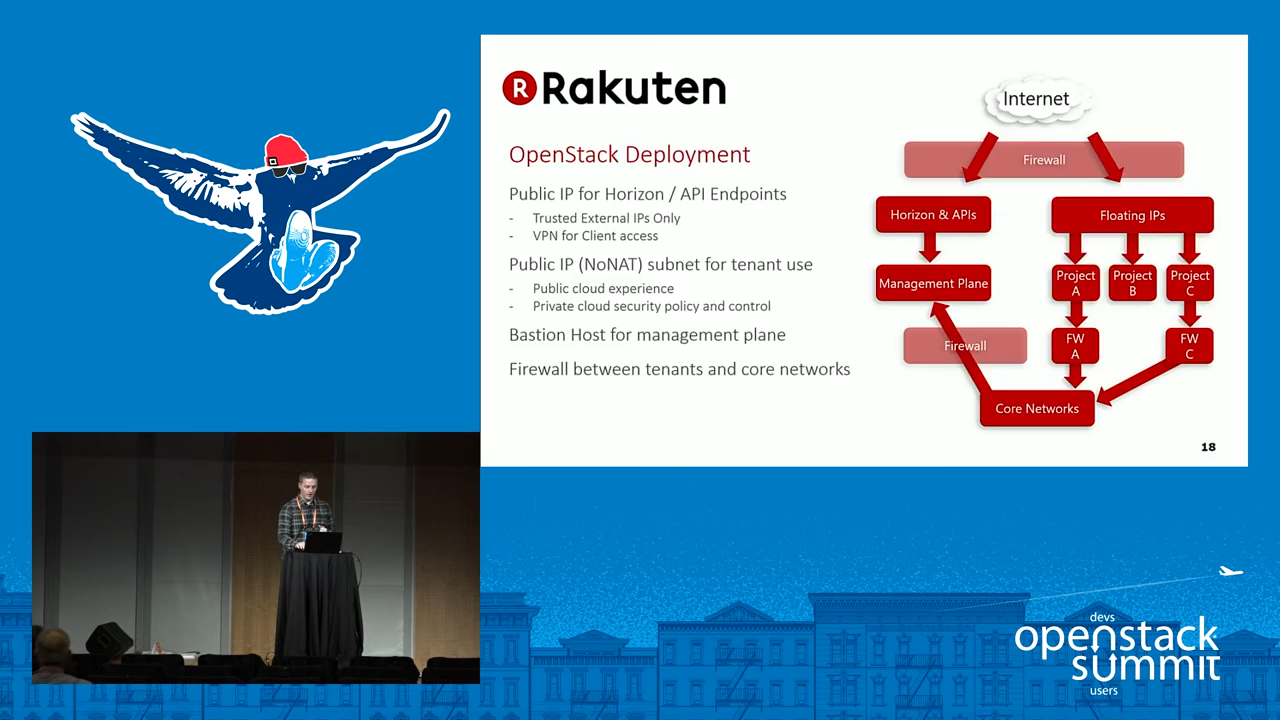 R Rakuten
OpenStack Deployment
Public IP for Horizon / API Endpoints
- Trusted External IPs Only
- VPN for Client access
Public IP (NoNAT) subnet for tenant use
- Public cloud experience
- Private cloud security policy and control
Bastion Host for management plane
Firewall between tenants and core networks
Internet
Firewall
Horizon & APIs
Floating IPs
Management Plane
Project
A
Project
B
Project
C
Firewall
FW
A
FW
C
Core Networks
18
devs
openstack
summit
users